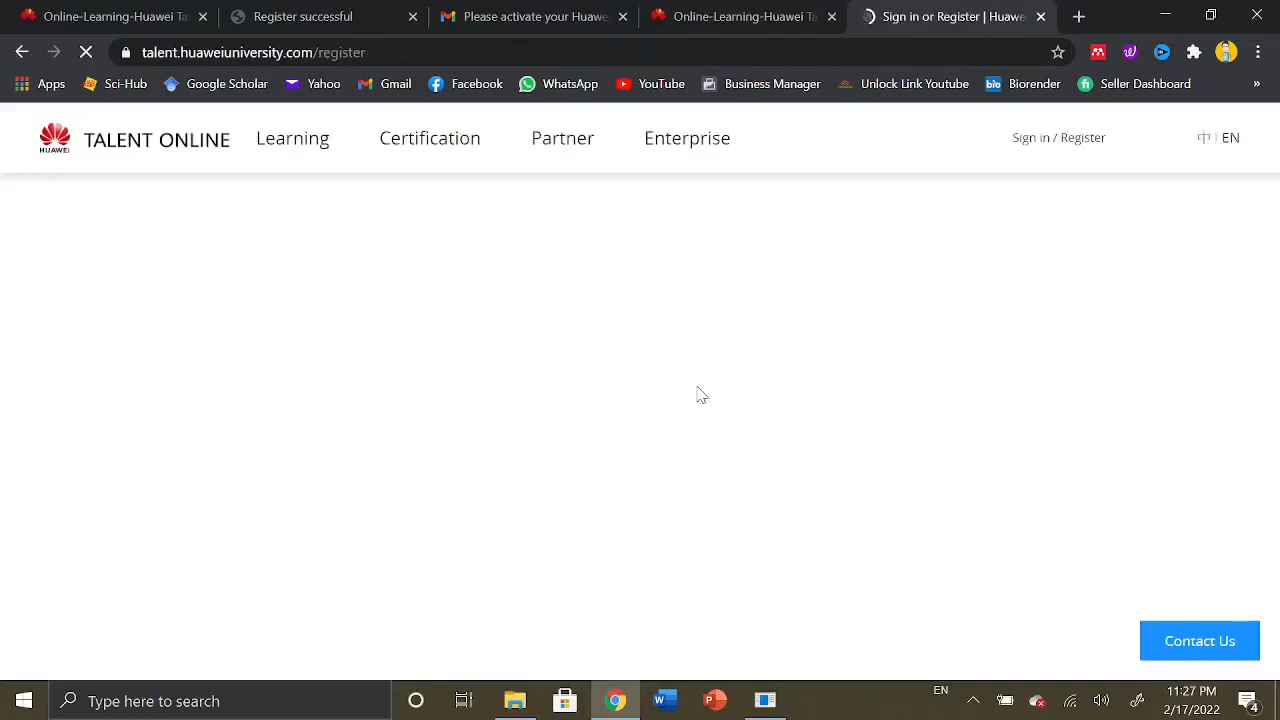 Online-Learning-Huawei Ta
Register successful
Please activate your Huawe
Online-Learning-Huawei Ta
Sign in or Register | Huawe
talent.huaweiuniversity.com/register
Apps
Sci-Hub
Google Scholar
Yahoo
Gmail
Facebook
WhatsApp
YouTube
Business Manager
Unlock Link Youtube
bio
Biorender
fi
Seller Dashboard
»
HUAWEI
TALENT ONLINE
Learning
Certification
Partner
Enterprise
Sign in / Register
中 | EN
Contact Us
Type here to search
EN
11:27 PM
2/17/2022
4